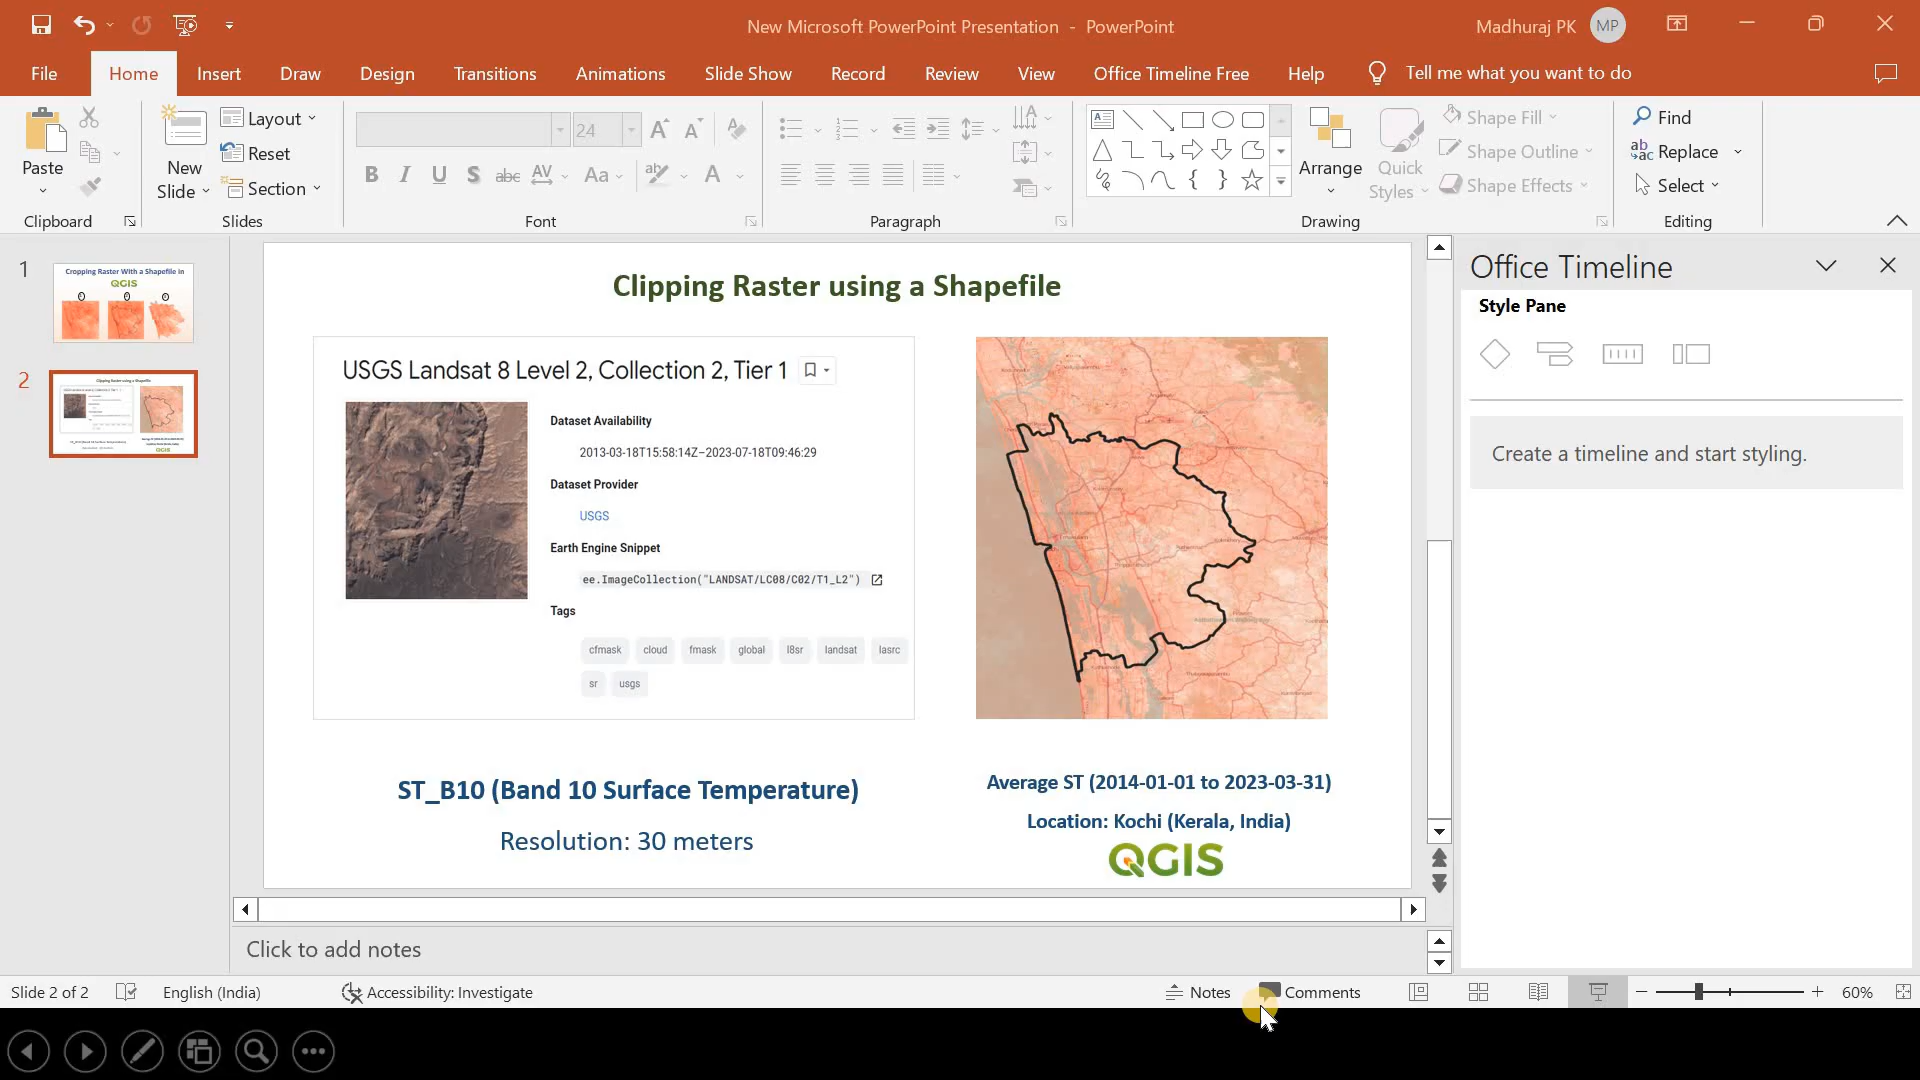 New Microsoft PowerPoint Presentation - PowerPoint
Madhuraj PK
MP
File
Home
Insert
Draw
Design
Transitions
Animations
Slide Show
Record
Review
View
Office Timeline Free
Help
Tell me what you want to do
Paste
New Slide
Layout
Reset
Section
24
Arrange
Quick Styles
Shape Fill
Shape Outline
Shape Effects
Find
Replace
Select
Clipboard
Slides
Font
Paragraph
Drawing
Editing
1
Cropping Raster With a Shapefile in
QGIS
2
Clipping Raster using a Shapefile
USGS Landsat 8 Level 2, Collection 2, Tier 1
Dataset Availability
2013-03-18T15:58:14Z–2023-07-18T09:46:29
Dataset Provider
USGS
Earth Engine Snippet
ee.ImageCollection("LANDSAT/LC08/C02/T1_L2")
Tags
cfmask cloud fmask global l8sr landsat lasrc
sr usgs
ST_B10 (Band 10 Surface Temperature)
Resolution: 30 meters
Average ST (2014-01-01 to 2023-03-31)
Location: Kochi (Kerala, India)
QGIS
Office Timeline
Style Pane
Create a timeline and start styling.
Click to add notes
Slide 2 of 2
English (India)
Accessibility: Investigate
Notes
Comments
60%